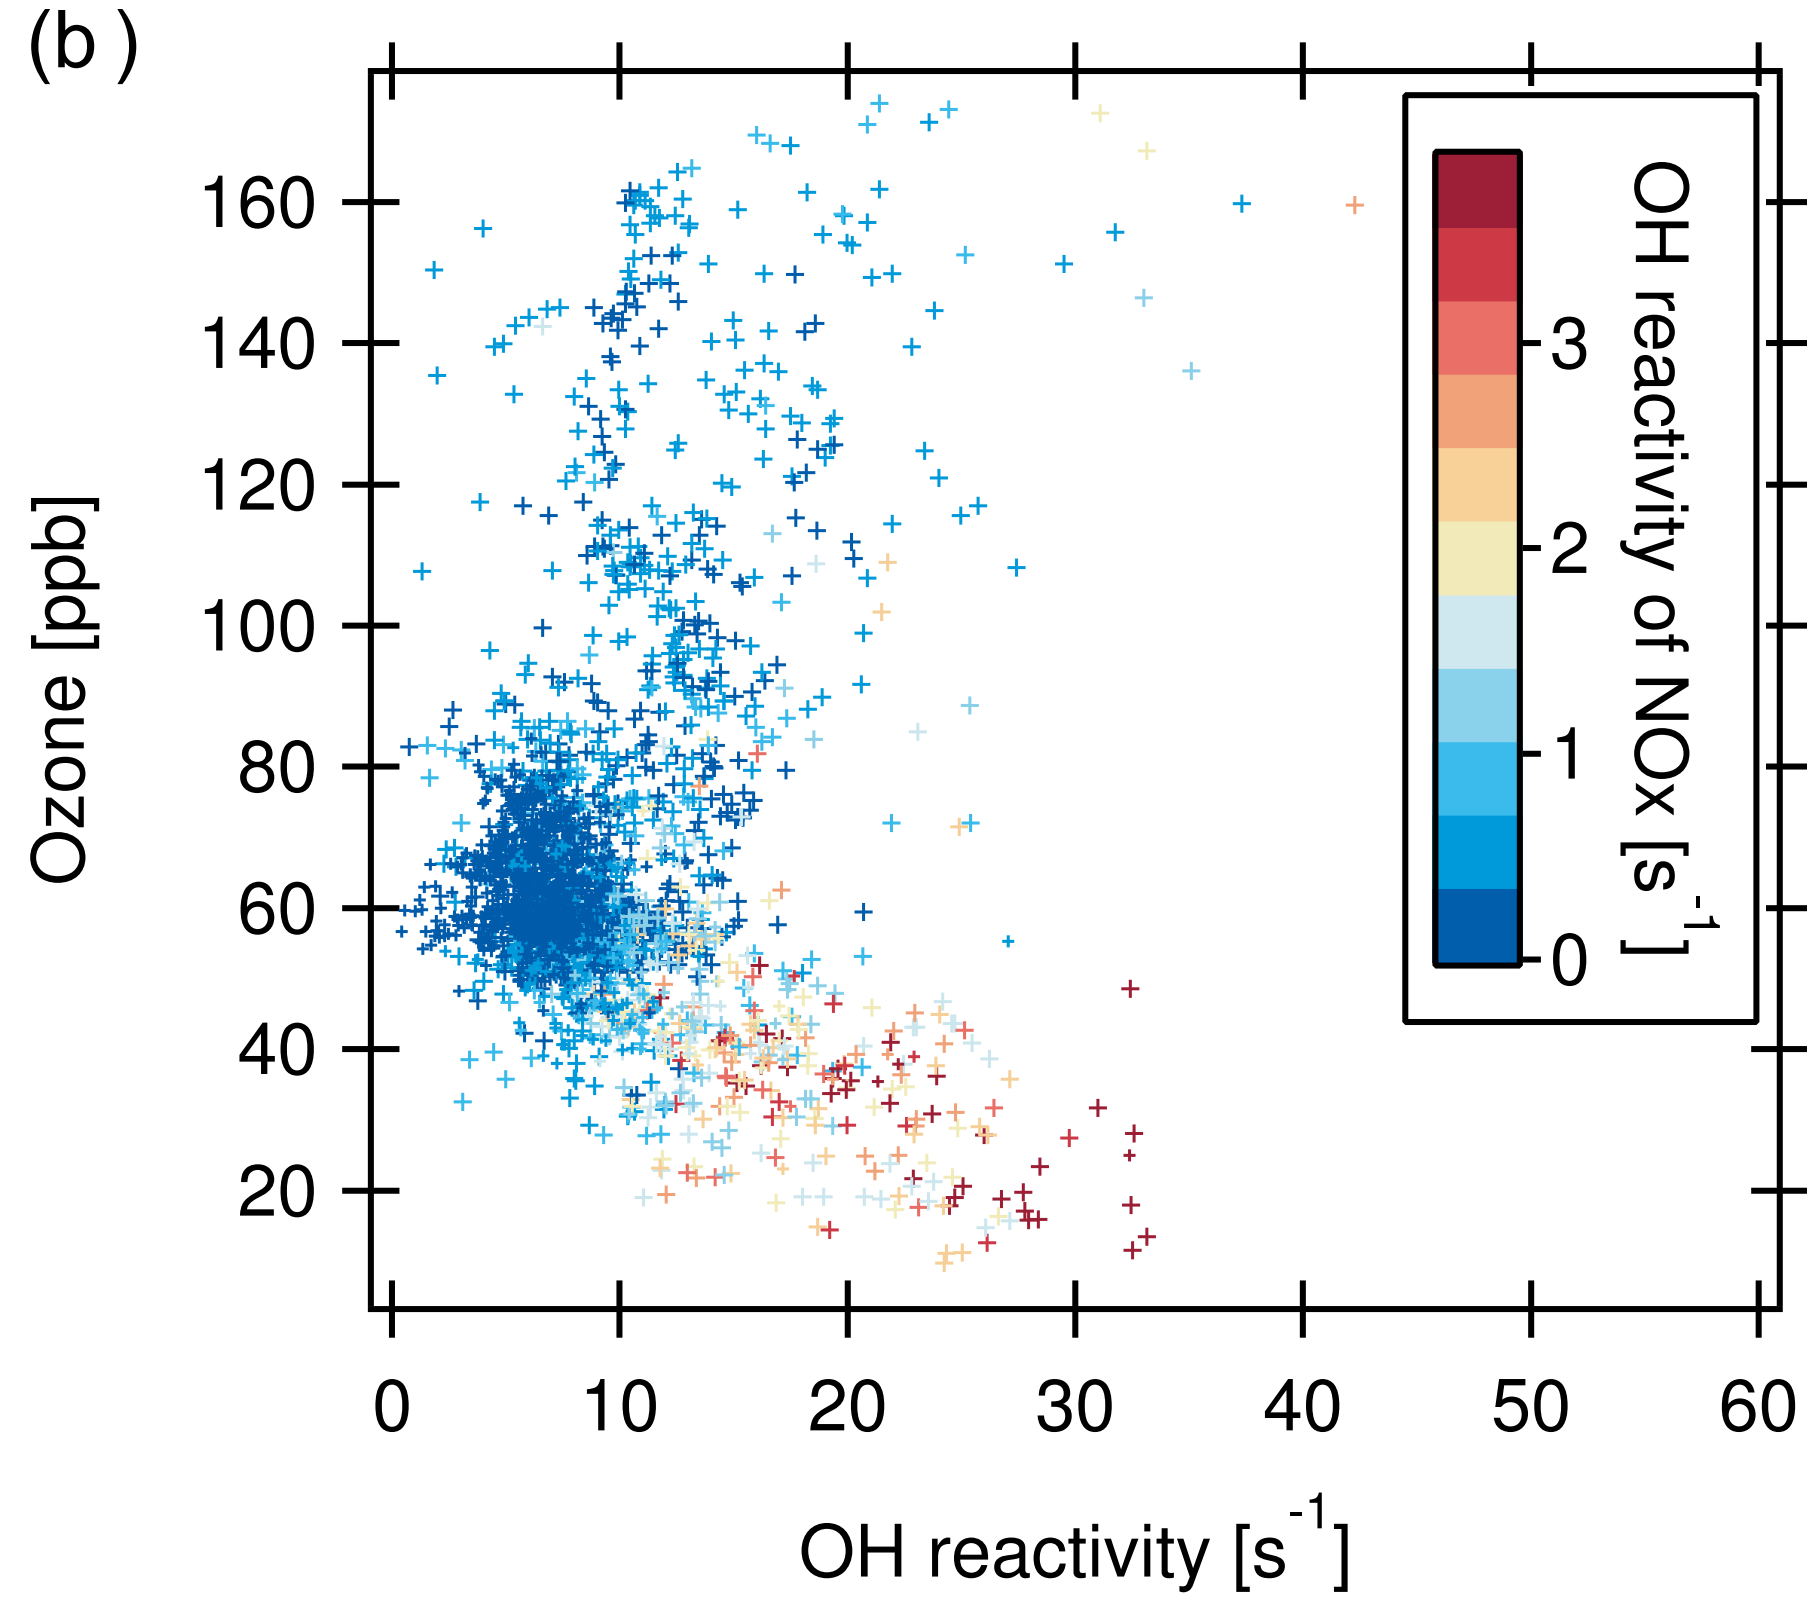 (b )
160
140
120
100
80
60
40
20
Ozone [ppb]
0 10 20 30 40 50 60
OH reactivity [s⁻¹]
3
2
1
0
OH reactivity of NOx [s⁻¹]